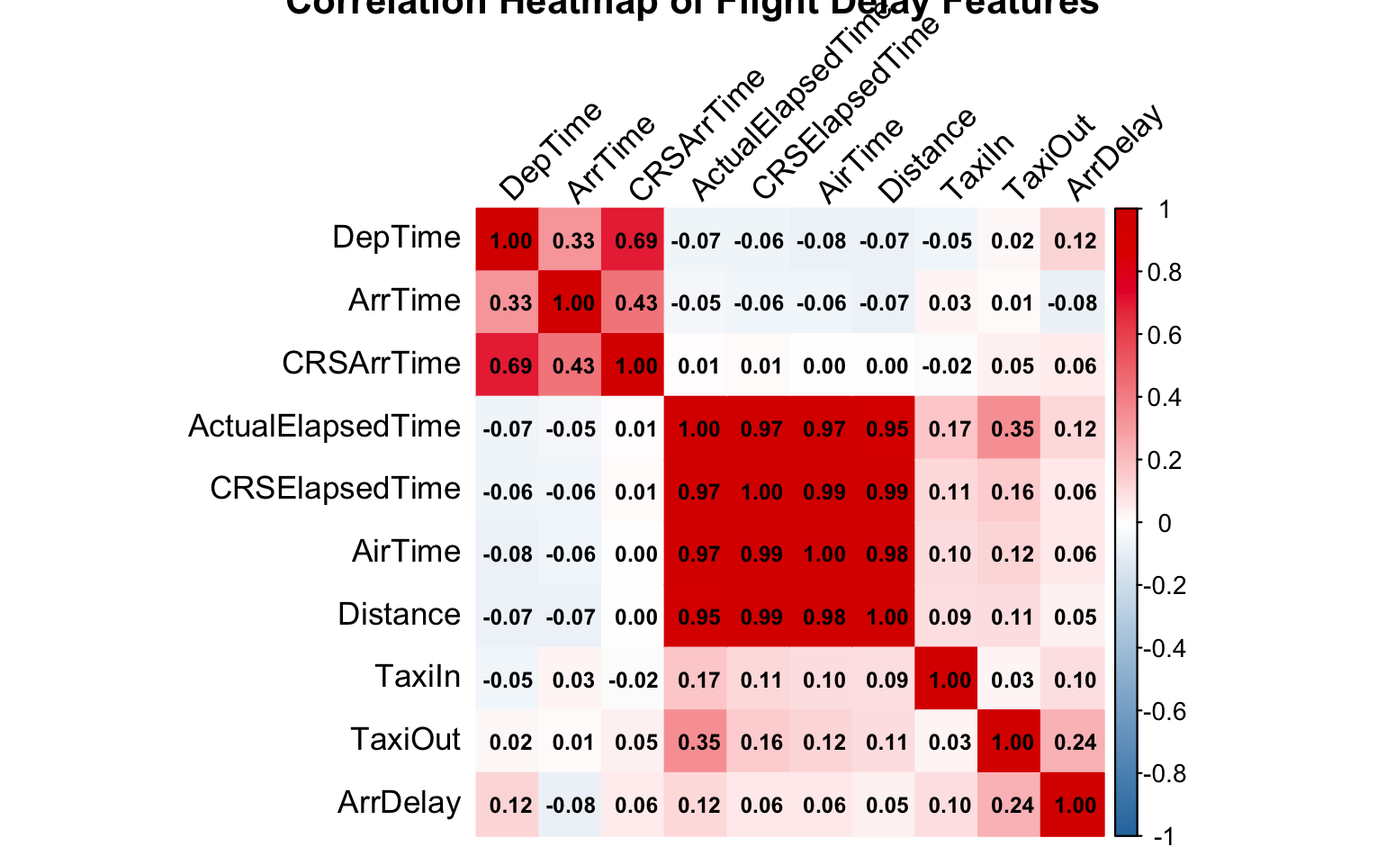 Correlation Heatmap of Flight Delay Features
DepTime
ArrTime
CRSArrTime
ActualElapsedTime
CRSElapsedTime
AirTime
Distance
TaxiIn
TaxiOut
ArrDelay
DepTime 1.00 0.33 0.69 -0.07 -0.06 -0.08 -0.07 -0.05 0.02 0.12
ArrTime 0.33 1.00 0.43 -0.05 -0.06 -0.06 -0.07 0.03 0.01 -0.08
CRSArrTime 0.69 0.43 1.00 0.01 0.01 0.00 0.00 -0.02 0.05 0.06
ActualElapsedTime -0.07 -0.05 0.01 1.00 0.97 0.97 0.95 0.17 0.35 0.12
CRSElapsedTime -0.06 -0.06 0.01 0.97 1.00 0.99 0.99 0.11 0.16 0.06
AirTime -0.08 -0.06 0.00 0.97 0.99 1.00 0.98 0.10 0.12 0.06
Distance -0.07 -0.07 0.00 0.95 0.99 0.98 1.00 0.09 0.11 0.05
TaxiIn -0.05 0.03 -0.02 0.17 0.11 0.10 0.09 1.00 0.03 0.10
TaxiOut 0.02 0.01 0.05 0.35 0.16 0.12 0.11 0.03 1.00 0.24
ArrDelay 0.12 -0.08 0.06 0.12 0.06 0.06 0.05 0.10 0.24 1.00
1
0.8
0.6
0.4
0.2
0
-0.2
-0.4
-0.6
-0.8
-1